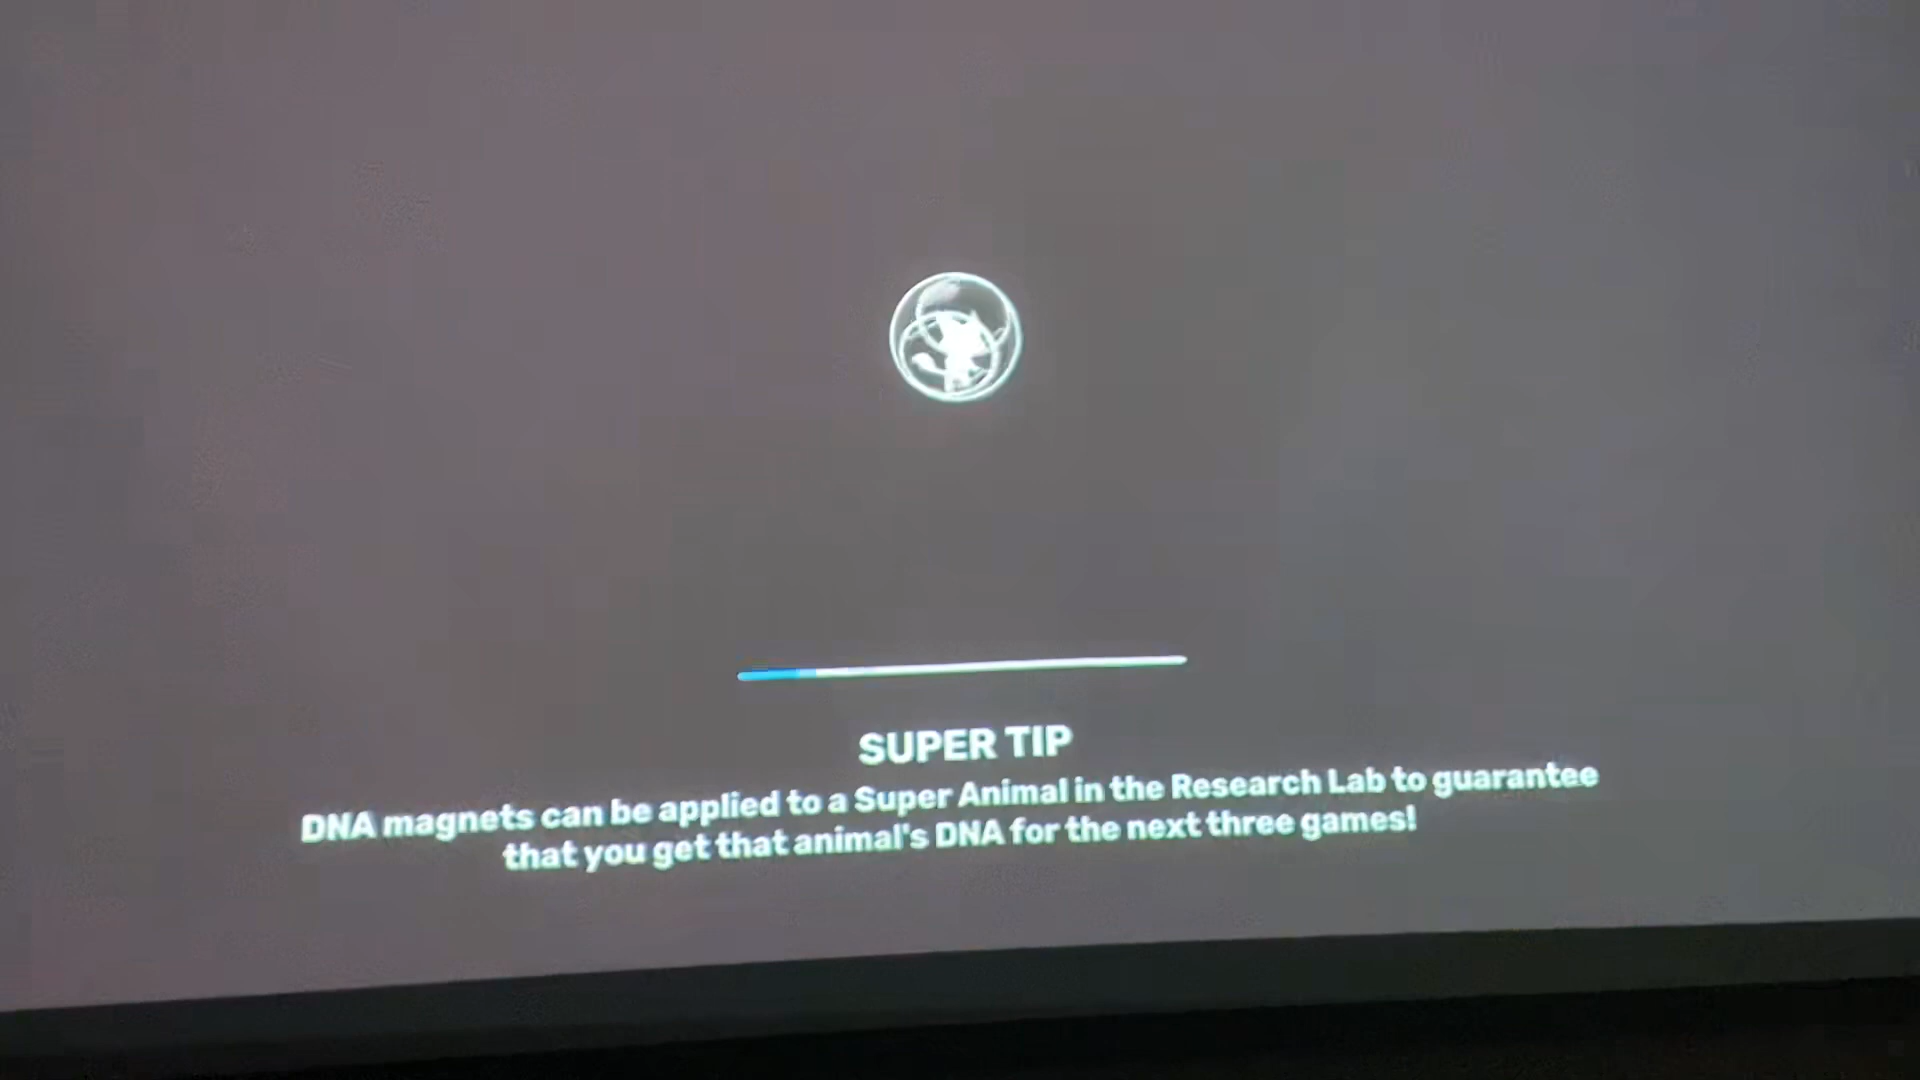 SUPER TIP
DNA magnets can be applied to a Super Animal in the Research Lab to guarantee
that you get that animal's DNA for the next three games!